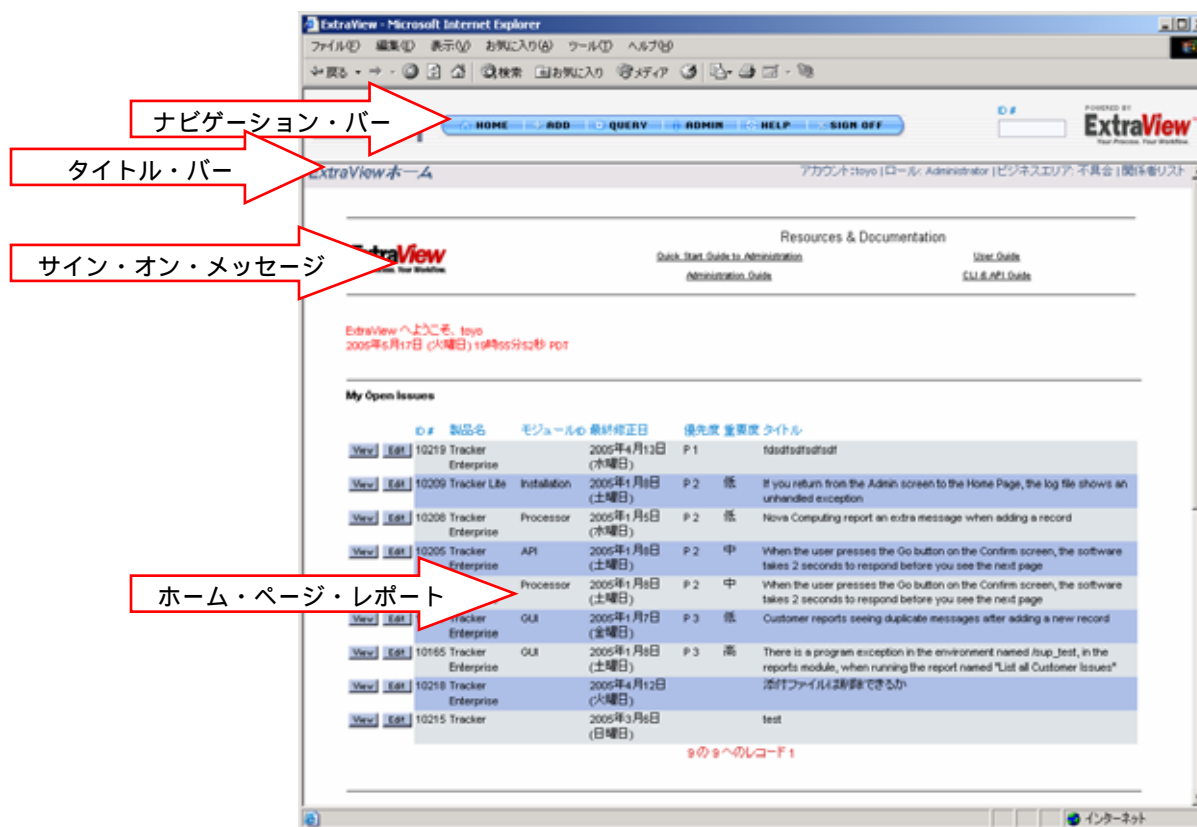 ExtraView - Microsoft Internet Explorer
ファイル(F) 編集(E) 表示(V) お気に入り(A) ツール(T) ヘルプ(H)
戻る 検索 お気に入り メディア
ナビゲーション・バー
HOME ADD QUERY ADMIN HELP SIGN OFF
ID #
POWERED BY
ExtraView
Your Process. Your Workflow.
タイトル・バー
ExtraViewホーム
アカウント:toyo | ロール: Administrator | ビジネスエリア: 不具合 | 関係者リスト
サイン・オン・メッセージ
Resources & Documentation
Quick Start Guide to Administration User Guide
Administration Guide CLI & API Guide
ExtraView へようこそ、toyo
2005年5月17日 (火曜日) 19時55分52秒 PDT
My Open Issues
ID # 製品名 モジュールID 最終修正日 優先度 重要度 タイトル
View Edit 10219 Tracker Enterprise 2005年4月13日 (水曜日) P 1 fdsdfsdfsdfsdf
View Edit 10209 Tracker Lite Installation 2005年1月8日 (土曜日) P 2 低 If you return from the Admin screen to the Home Page, the log file shows an unhandled exception
View Edit 10208 Tracker Enterprise Processor 2005年1月5日 (水曜日) P 2 低 Nova Computing report an extra message when adding a record
View Edit 10205 Tracker Enterprise API 2005年1月8日 (土曜日) P 2 中 When the user presses the Go button on the Confirm screen, the software takes 2 seconds to respond before you see the next page
ホーム・ページ・レポート
Processor 2005年1月8日 (土曜日) P 2 中 When the user presses the Go button on the Confirm screen, the software takes 2 seconds to respond before you see the next page
View Edit Tracker Enterprise GUI 2005年1月7日 (金曜日) P 3 低 Customer reports seeing duplicate messages after adding a new record
View Edit 10165 Tracker Enterprise GUI 2005年1月8日 (土曜日) P 3 高 There is a program exception in the environment named /sup_test, in the reports module, when running the report named "List all Customer Issues"
View Edit 10218 Tracker Enterprise 2005年4月12日 (火曜日) 添付ファイルは削除できるか
View Edit 10215 Tracker 2005年3月6日 (日曜日) test
9 の 9 へのレコード 1
インターネット